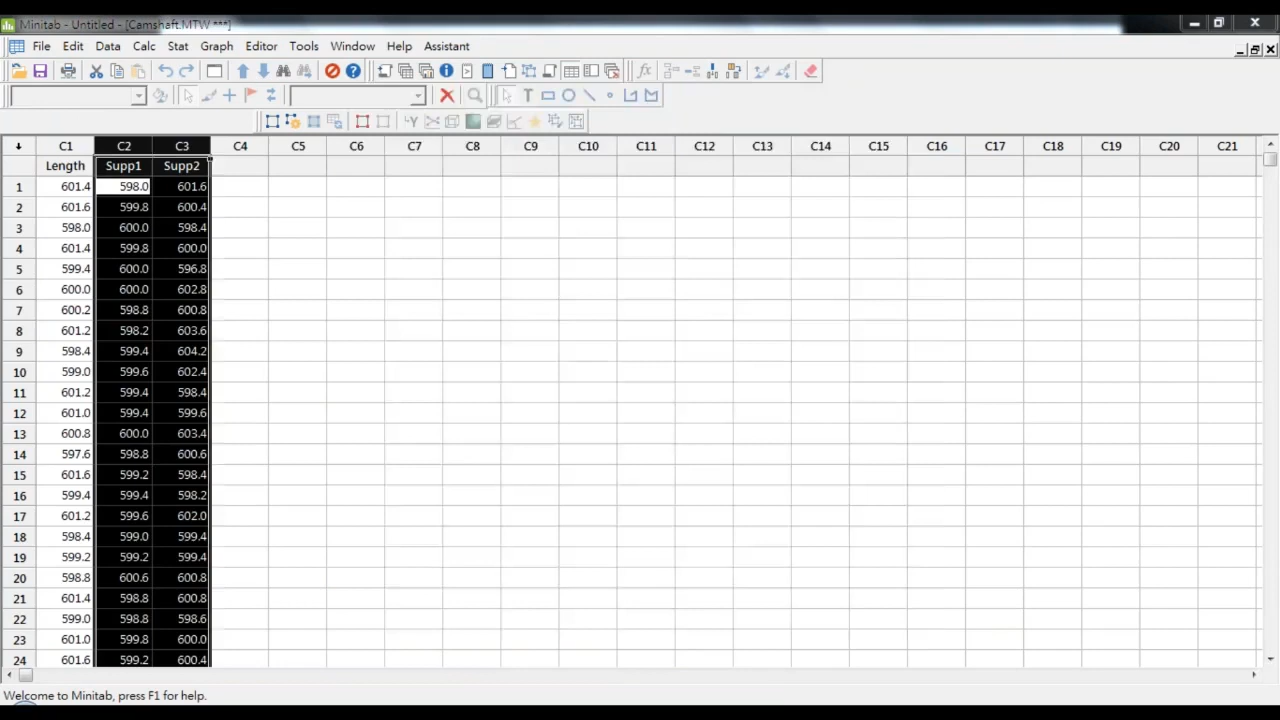 Minitab - Untitled - [Camshaft.MTW ***]
File Edit Data Calc Stat Graph Editor Tools Window Help Assistant
C1 C2 C3 C4 C5 C6 C7 C8 C9 C10 C11 C12 C13 C14 C15 C16 C17 C18 C19 C20 C21
Length Supp1 Supp2
1 601.4 598.0 601.6
2 601.6 599.8 600.4
3 598.0 600.0 598.4
4 601.4 599.8 600.0
5 599.4 600.0 596.8
6 600.0 600.0 602.8
7 600.2 598.8 600.8
8 601.2 598.2 603.6
9 598.4 599.4 604.2
10 599.0 599.6 602.4
11 601.2 599.4 598.4
12 601.0 599.4 599.6
13 600.8 600.0 603.4
14 597.6 598.8 600.6
15 601.6 599.2 598.4
16 599.4 599.4 598.2
17 601.2 599.6 602.0
18 598.4 599.0 599.4
19 599.2 599.2 599.4
20 598.8 600.6 600.8
21 601.4 598.8 600.8
22 599.0 598.8 598.6
23 601.0 599.8 600.0
24 601.6 599.2 600.4
Welcome to Minitab, press F1 for help.